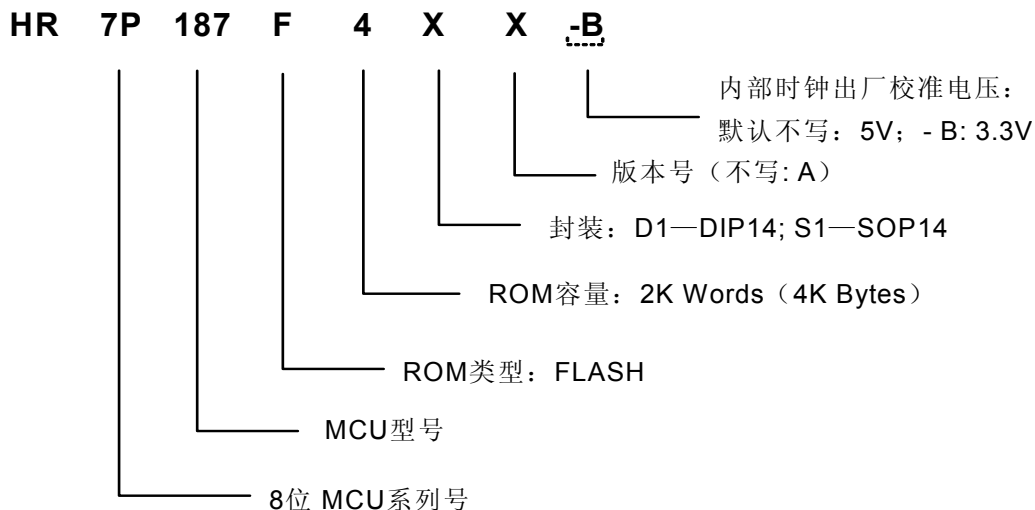 HR 7P 187 F 4 X X -B
内部时钟出厂校准电压：
默认不写：5V；- B: 3.3V
版本号（不写: A）
封装：D1—DIP14; S1—SOP14
ROM容量：2K Words（4K Bytes）
ROM类型：FLASH
MCU型号
8位 MCU系列号